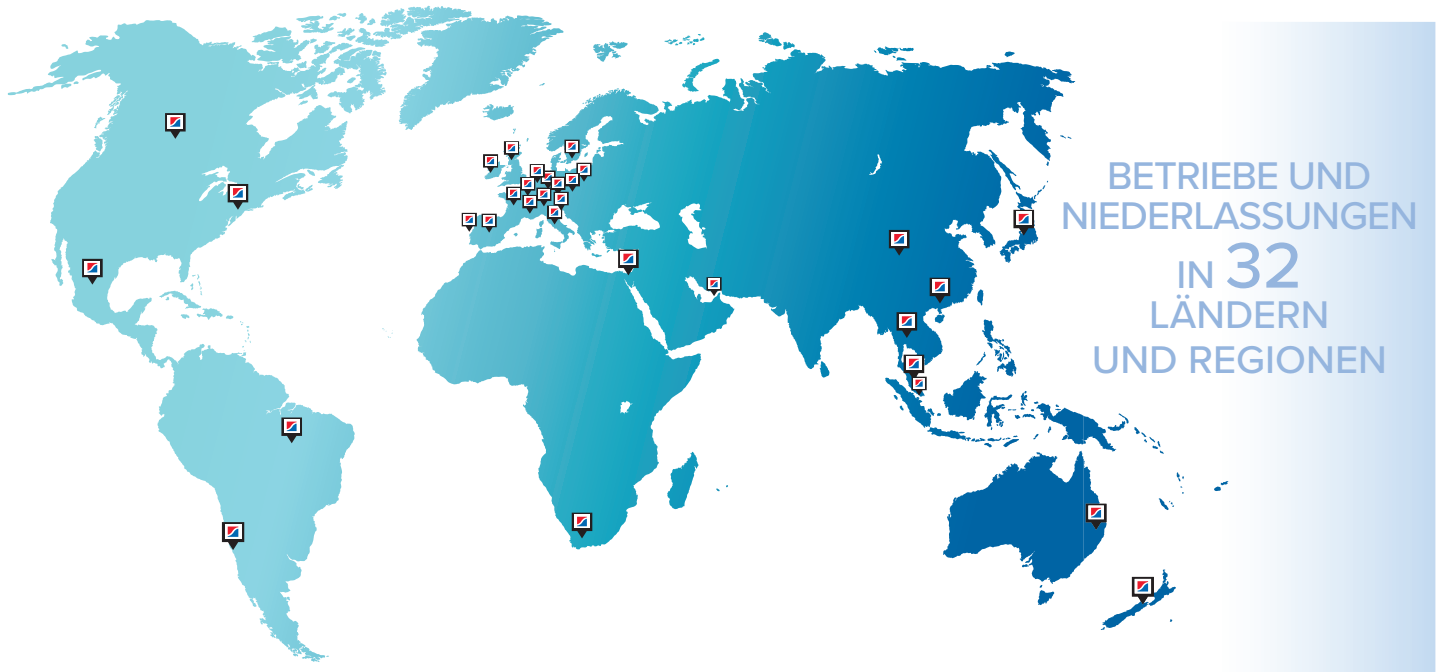 BETRIEBE UND
NIEDERLASSUNGEN
IN 32
LÄNDERN
UND REGIONEN